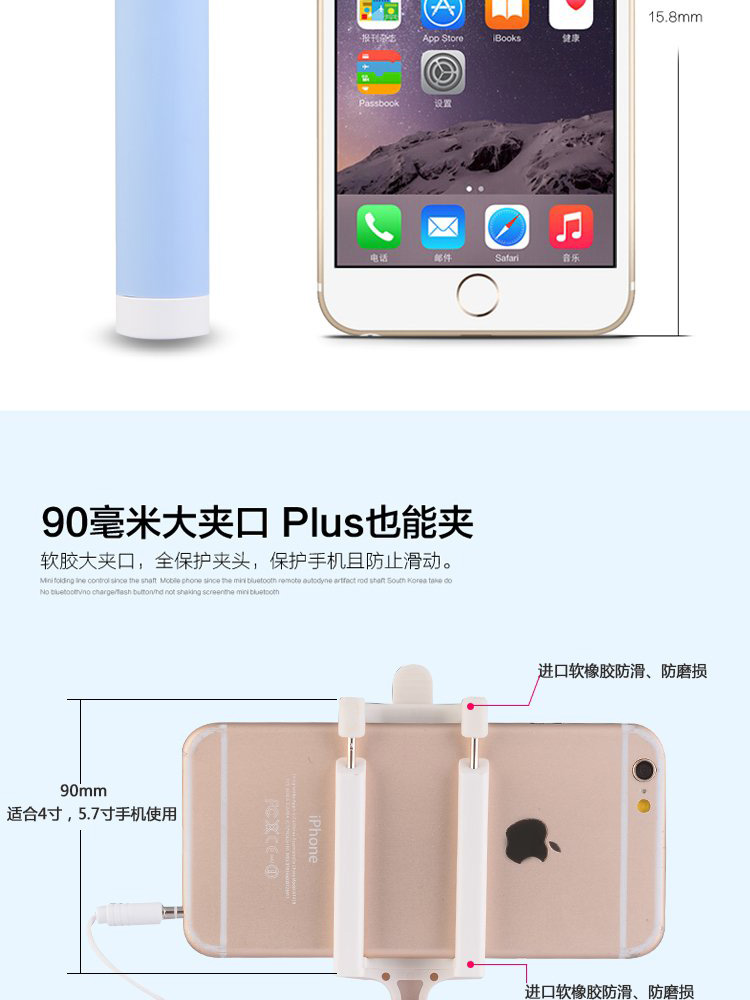 15.8mm
报刊杂志 App Store iBooks 健康
Passbook 设置
电话 邮件 Safari 音乐
90毫米大夹口 Plus也能夹
软胶大夹口，全保护夹头，保护手机且防止滑动。
Mini folding line control since the shaft Mobile phone since the mini bluetooth remote autodyne artifact rod shaft South Korea take do
No bluetooth/no charge/flash button/hd not shaking screenthe mini bluetooth
进口软橡胶防滑、防磨损
90mm
适合4寸，5.7寸手机使用
iPhone
进口软橡胶防滑、防磨损